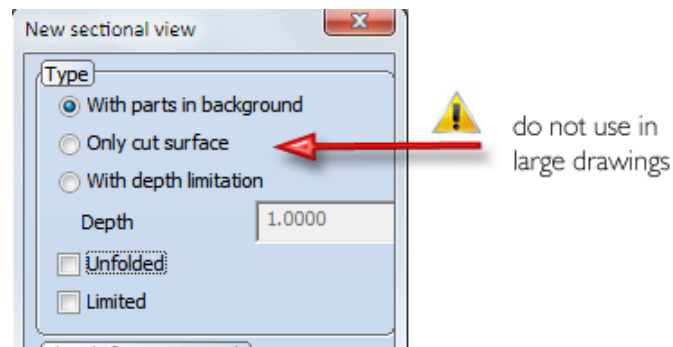 New sectional view
Type
With parts in background
Only cut surface
do not use in
large drawings
With depth limitation
Depth
1.0000
Unfolded
Limited